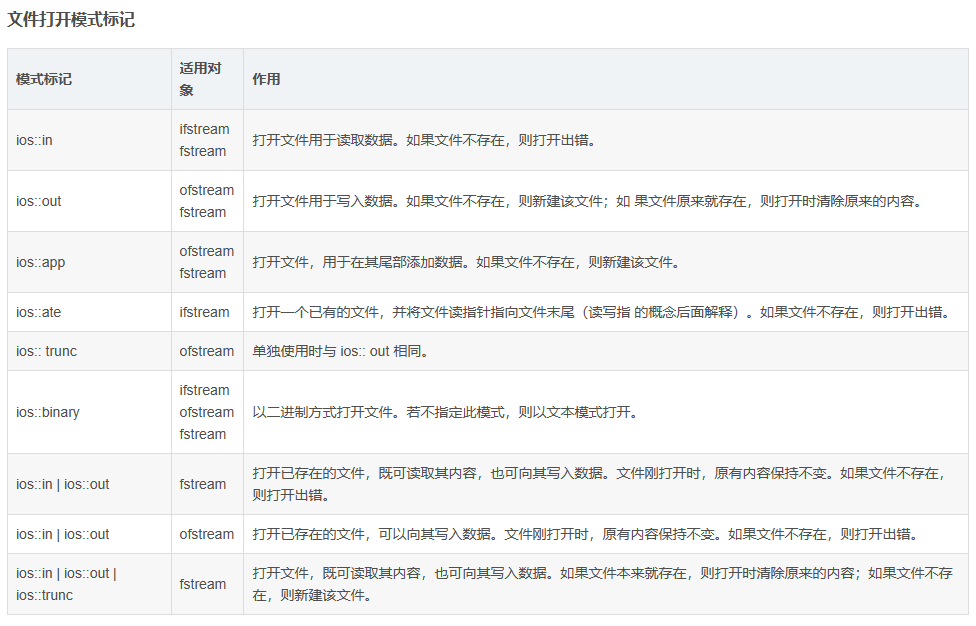 文件打开模式标记
模式标记
适用对
象
作用
ios::in
ifstream
fstream
打开文件用于读取数据。如果文件不存在，则打开出错。
ios::out
ofstream
fstream
打开文件用于写入数据。如果文件不存在，则新建该文件；如 果文件原来就存在，则打开时清除原来的内容。
ios::app
ofstream
fstream
打开文件，用于在其尾部添加数据。如果文件不存在，则新建该文件。
ios::ate
ifstream
打开一个已有的文件，并将文件读指针指向文件末尾（读写指 的概念后面解释）。如果文件不存在，则打开出错。
ios:: trunc
ofstream
单独使用时与 ios:: out 相同。
ios::binary
ifstream
ofstream
fstream
以二进制方式打开文件。若不指定此模式，则以文本模式打开。
ios::in | ios::out
fstream
打开已存在的文件，既可读取其内容，也可向其写入数据。文件刚打开时，原有内容保持不变。如果文件不存在，
则打开出错。
ios::in | ios::out
ofstream
打开已存在的文件，可以向其写入数据。文件刚打开时，原有内容保持不变。如果文件不存在，则打开出错。
ios::in | ios::out |
ios::trunc
fstream
打开文件，既可读取其内容，也可向其写入数据。如果文件本来就存在，则打开时清除原来的内容；如果文件不存
在，则新建该文件。